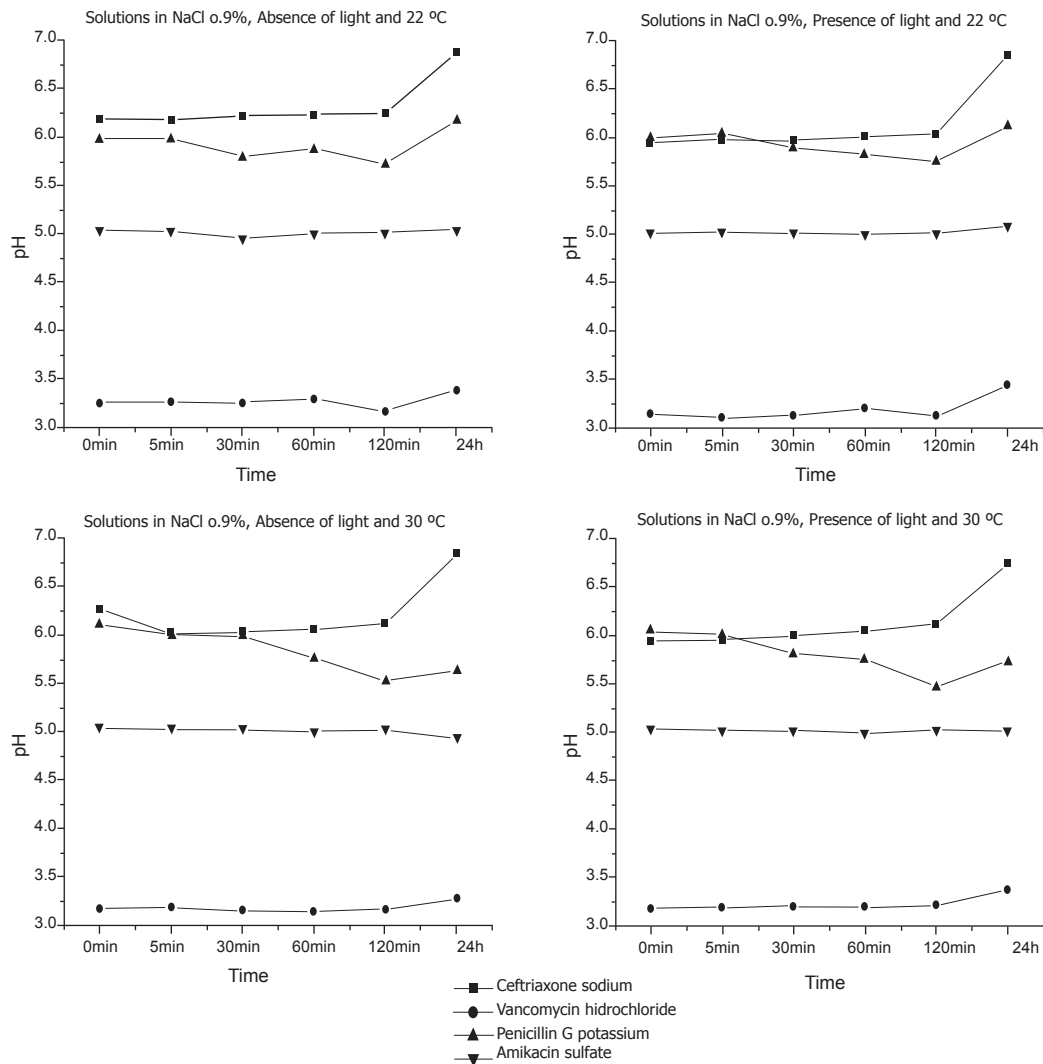 Solutions in NaCl o.9%, Absence of light and 22 ºC
7.0
6.5
6.0
5.5
5.0
4.5
4.0
3.5
3.0
pH
0min 5min 30min 60min 120min 24h
Time
Solutions in NaCl o.9%, Presence of light and 22 ºC
7.0
6.5
6.0
5.5
5.0
4.5
4.0
3.5
3.0
pH
0min 5min 30min 60min 120min 24h
Time
Solutions in NaCl o.9%, Absence of light and 30 ºC
7.0
6.5
6.0
5.5
5.0
4.5
4.0
3.5
3.0
pH
0min 5min 30min 60min 120min 24h
Time
Solutions in NaCl o.9%, Presence of light and 30 ºC
7.0
6.5
6.0
5.5
5.0
4.5
4.0
3.5
3.0
pH
0min 5min 30min 60min 120min 24h
Time
Ceftriaxone sodium
Vancomycin hidrochloride
Penicillin G potassium
Amikacin sulfate